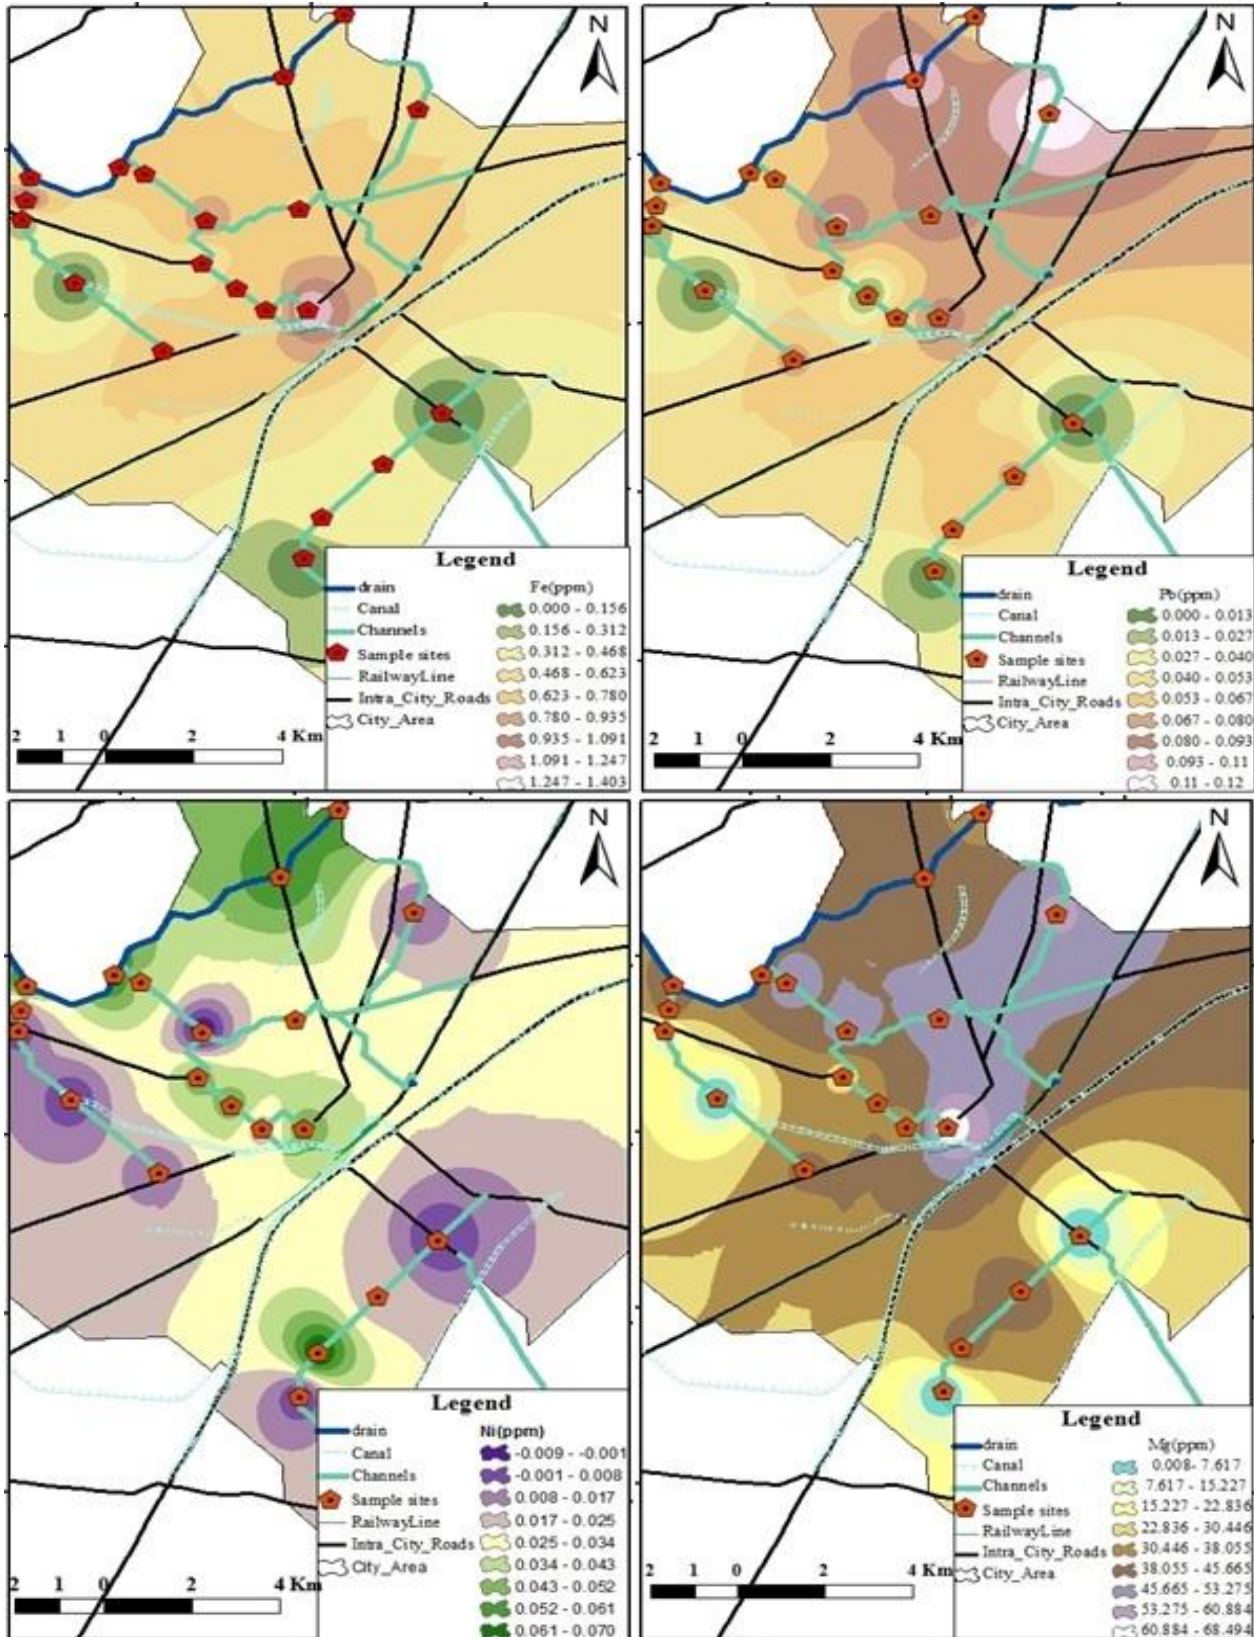 N
Legend
drain
Canal
Channels
Sample sites
RailwayLine
Intra_City_Roads
City_Area
Fe(ppm)
0.000 - 0.156
0.156 - 0.312
0.312 - 0.468
0.468 - 0.623
0.623 - 0.780
0.780 - 0.935
0.935 - 1.091
1.091 - 1.247
1.247 - 1.403
2 1 0 2 4 Km
N
Legend
drain
Canal
Channels
Sample sites
RailwayLine
Intra_City_Roads
City_Area
Pb(ppm)
0.000 - 0.013
0.013 - 0.027
0.027 - 0.040
0.040 - 0.053
0.053 - 0.067
0.067 - 0.080
0.080 - 0.093
0.093 - 0.11
0.11 - 0.12
2 1 0 2 4 Km
N
Legend
drain
Canal
Channels
Sample sites
RailwayLine
Intra_City_Roads
City_Area
Ni(ppm)
-0.009 - -0.001
-0.001 - 0.008
0.008 - 0.017
0.017 - 0.025
0.025 - 0.034
0.034 - 0.043
0.043 - 0.052
0.052 - 0.061
0.061 - 0.070
2 1 0 2 4 Km
N
Legend
drain
Canal
Channels
Sample sites
RailwayLine
Intra_City_Roads
City_Area
Mg(ppm)
0.008- 7.617
7.617 - 15.227
15.227 - 22.836
22.836 - 30.446
30.446 - 38.055
38.055 - 45.665
45.665 - 53.275
53.275 - 60.884
60.884 - 68.494
2 1 0 2 4 Km